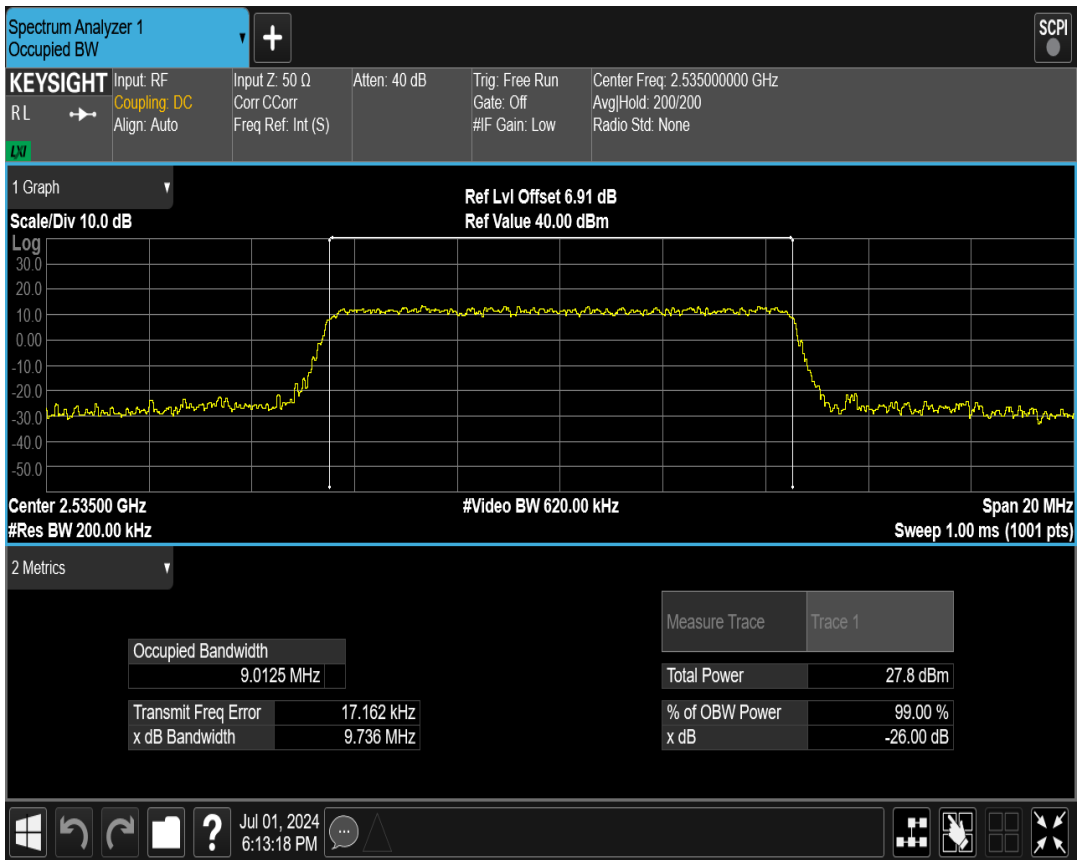 Spectrum Analyzer 1
Occupied BW
+
SCPI
KEYSIGHT
RL
LXI
Input: RF
Coupling: DC
Align: Auto
Input Z: 50 Ω
Corr CCorr
Freq Ref: Int (S)
Atten: 40 dB
Trig: Free Run
Gate: Off
#IF Gain: Low
Center Freq: 2.535000000 GHz
Avg|Hold: 200/200
Radio Std: None
1 Graph
Ref Lvl Offset 6.91 dB
Scale/Div 10.0 dB
Ref Value 40.00 dBm
Log
30.0
20.0
10.0
0.00
-10.0
-20.0
-30.0
-40.0
-50.0
Center 2.53500 GHz
#Video BW 620.00 kHz
Span 20 MHz
#Res BW 200.00 kHz
Sweep 1.00 ms (1001 pts)
2 Metrics
Measure Trace Trace 1
Occupied Bandwidth
9.0125 MHz
Total Power 27.8 dBm
Transmit Freq Error 17.162 kHz
% of OBW Power 99.00 %
x dB Bandwidth 9.736 MHz
x dB -26.00 dB
?
Jul 01, 2024
6:13:18 PM